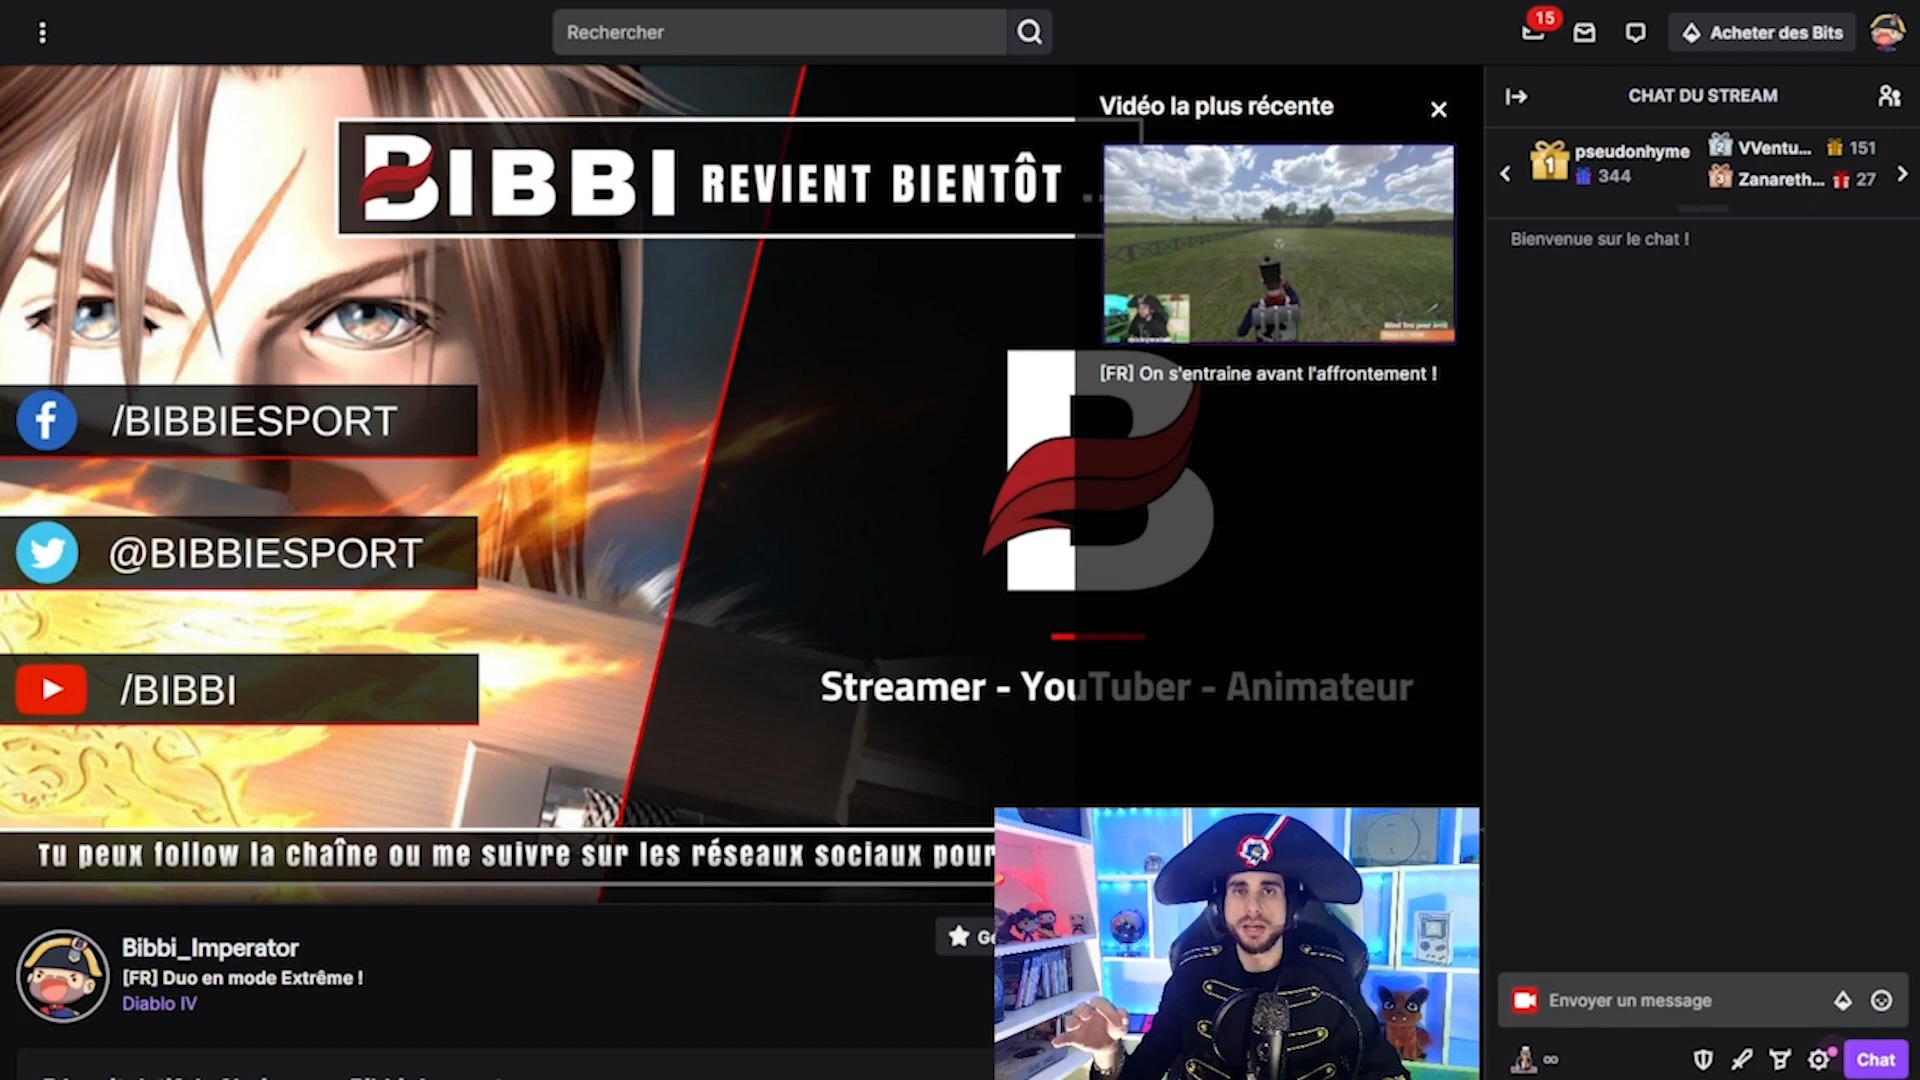 Rechercher
15
Acheter des Bits
Vidéo la plus récente
CHAT DU STREAM
BIBBI REVIENT BIENTÔT ...
1
pseudonhyme
344
2
VVentu...
151
3
Zanareth...
27
Bienvenue sur le chat !
[FR] On s'entraine avant l'affrontement !
/BIBBIESPORT
@BIBBIESPORT
/BIBBI
B
Streamer - YouTuber - Animateur
Tu peux follow la chaîne ou me suivre sur les réseaux sociaux pour
Bibbi_Imperator
[FR] Duo en mode Extrême !
Diablo IV
Envoyer un message
∞
Chat